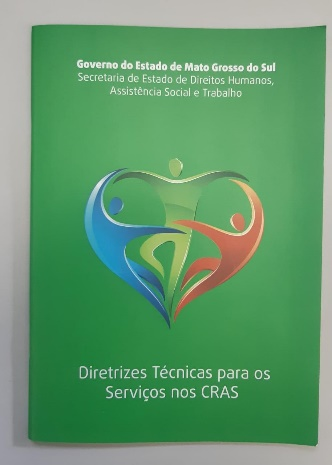 Governo do Estado de Mato Grosso do Sul
Secretaria de Estado de Direitos Humanos,
Assistência Social e Trabalho
Diretrizes Técnicas para os
Serviços nos CRAS